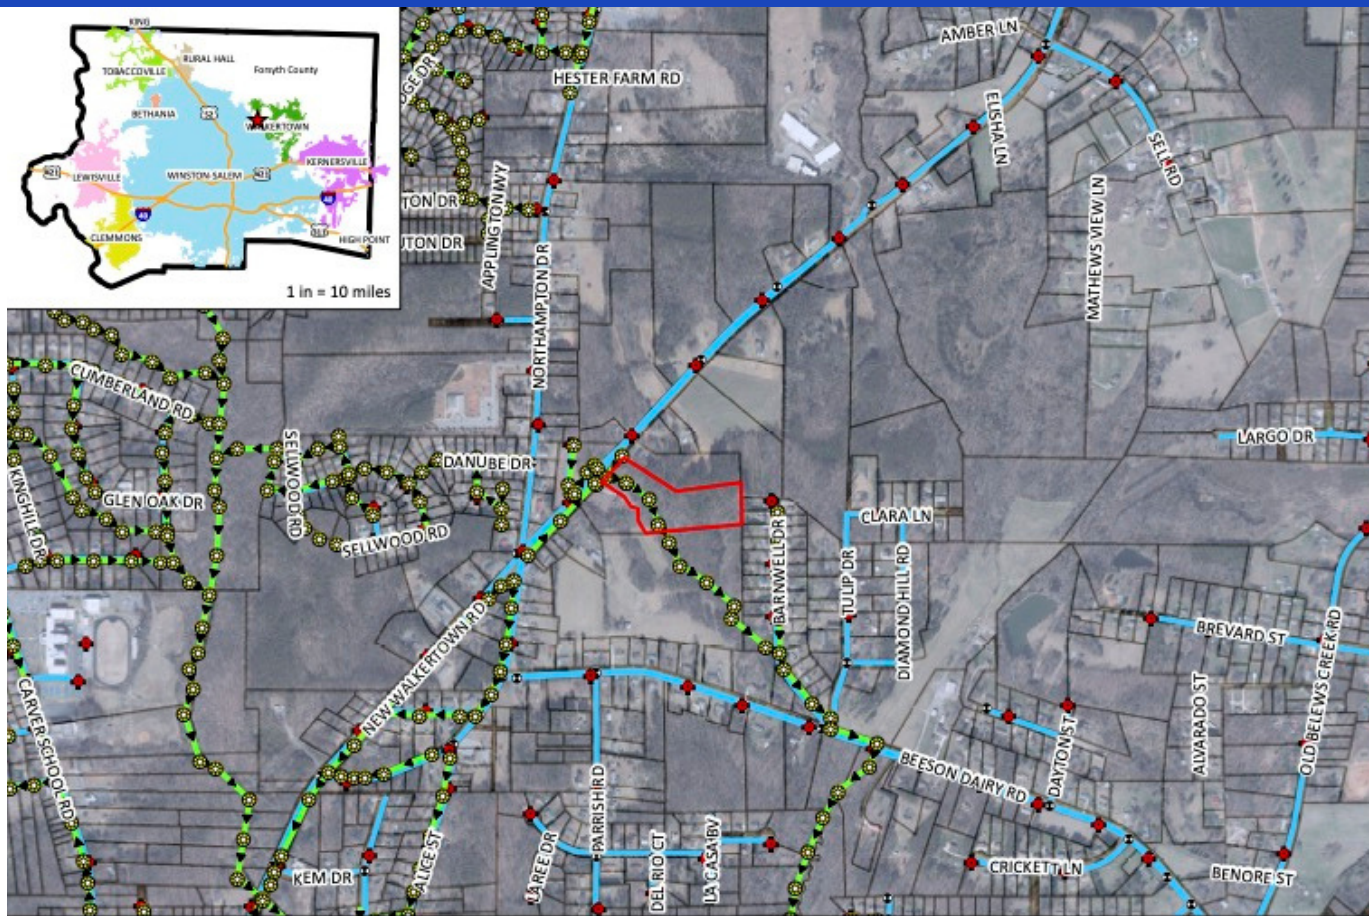 KING
RURAL HALL
TOBACCOVILLE
Forsyth County
52
BETHANIA
WALKERTOWN
KERNERSVILLE
421
LEWISVILLE
WINSTON-SALEM
421
40
40
CLEMMONS
HIGH POINT
1 in = 10 miles
AMBER LN
HESTER FARM RD
ELISHA LN
SELL RD
APPLINGTON WY
TON DR
UTON DR
MATHEWS VIEW LN
NORTHAMPTON DR
CUMBERLAND RD
LARGO DR
SELLWOOD RD
DANUBE DR
KINGHILL DR
GLEN OAK DR
SELLWOOD RD
CLARA LN
BARNWELL DR
TULIP DR
DIAMOND HILL RD
NEW WALKERTOWN RD
BREVARD ST
OLD BELEWS CREEK RD
CARVER SCHOOL RD
ALVARADO ST
DAYTON ST
BEESON DAIRY RD
PARRISH RD
ALICE ST
LAREE DR
DEL RIO CT
LA CASA BV
KEM DR
CRICKETT LN
BENORE ST